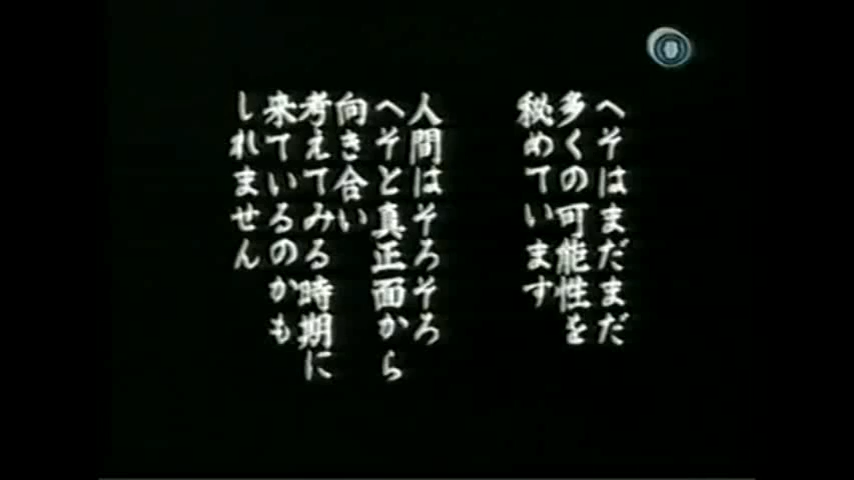 へそはまだまだ
多くの可能性を
秘めています
人間はそろそろ
へそと真正面から
向き合い
考えてみる時期に
来ているのかも
しれません